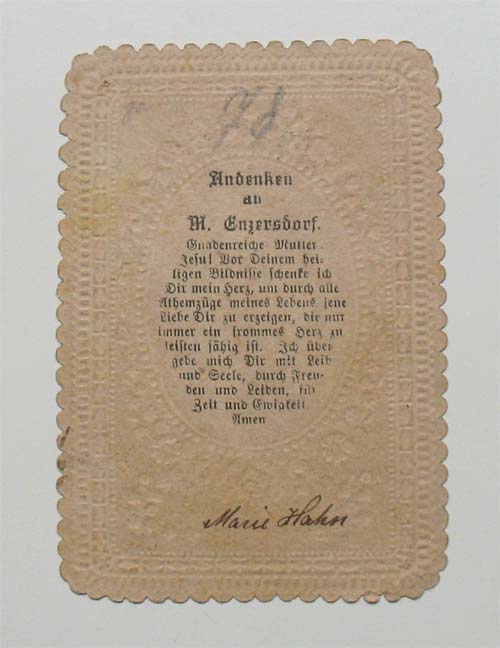 Andenken
an
M. Enzersdorf.
Gnadenreiche Mutter
Jesu! Vor Deinem hei-
ligen Bildnisse schenke ich
Dir mein Herz, um durch alle
Athemzüge meines Lebens jene
Liebe Dir zu erzeigen, die nur
immer ein frommes Herz zu
leisten fähig ist. Ich über-
gebe mich Dir mit Leib
und Seele, durch Freu-
den und Leiden, für
Zeit und Ewigkeit
Amen
Marie Hahn